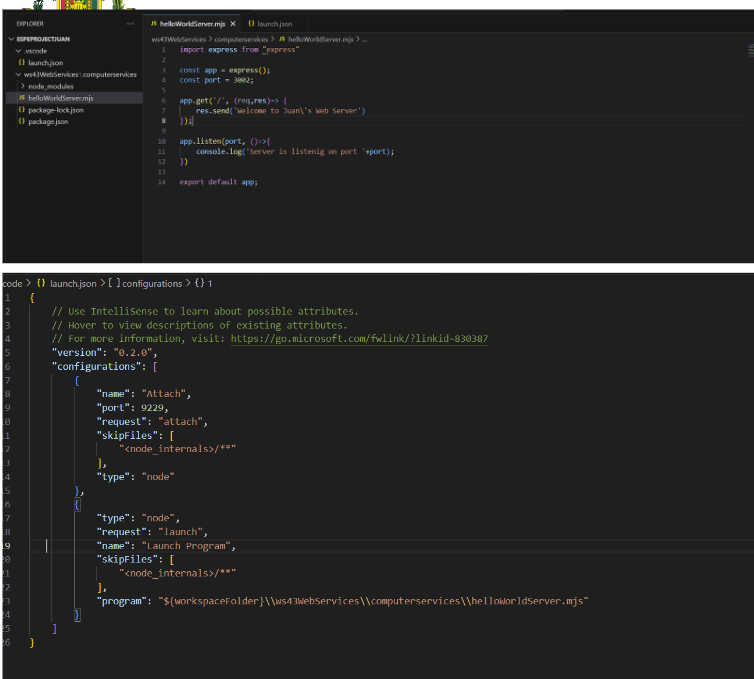 EXPLORER
ESPEPROJECTJUAN
.vscode
launch.json
ws43WebServices \ computerservices
node_modules
JS helloWorldServer.mjs
{} package-lock.json
{} package.json
JS helloWorldServer.mjs × {} launch.json
ws43WebServices > computerservices > JS helloWorldServer.mjs > ...
1 import express from "express"
2
3 const app = express();
4 const port = 3002;
5
6 app.get('/', (req,res)=> {
7 res.send('Welcome to Juan\'s Web Server')
8 });
9
10 app.listen(port, ()=>{
11 console.log('Server is listenig on port '+port);
12 })
13
14 export default app;
code > {} launch.json > [ ] configurations > {} 1
1 {
2 // Use IntelliSense to learn about possible attributes.
3 // Hover to view descriptions of existing attributes.
4 // For more information, visit: https://go.microsoft.com/fwlink/?linkid=830387
5 "version": "0.2.0",
6 "configurations": [
7 {
8 "name": "Attach",
9 "port": 9229,
10 "request": "attach",
11 "skipFiles": [
12 "<node_internals>/**"
13 ],
14 "type": "node"
15 },
16 {
17 "type": "node",
18 "request": "launch",
19 "name": "Launch Program",
20 "skipFiles": [
21 "<node_internals>/**"
22 ],
23 "program": "${workspaceFolder}\\ws43WebServices\\computerservices\\helloWorldServer.mjs"
24 }
25 ]
26 }